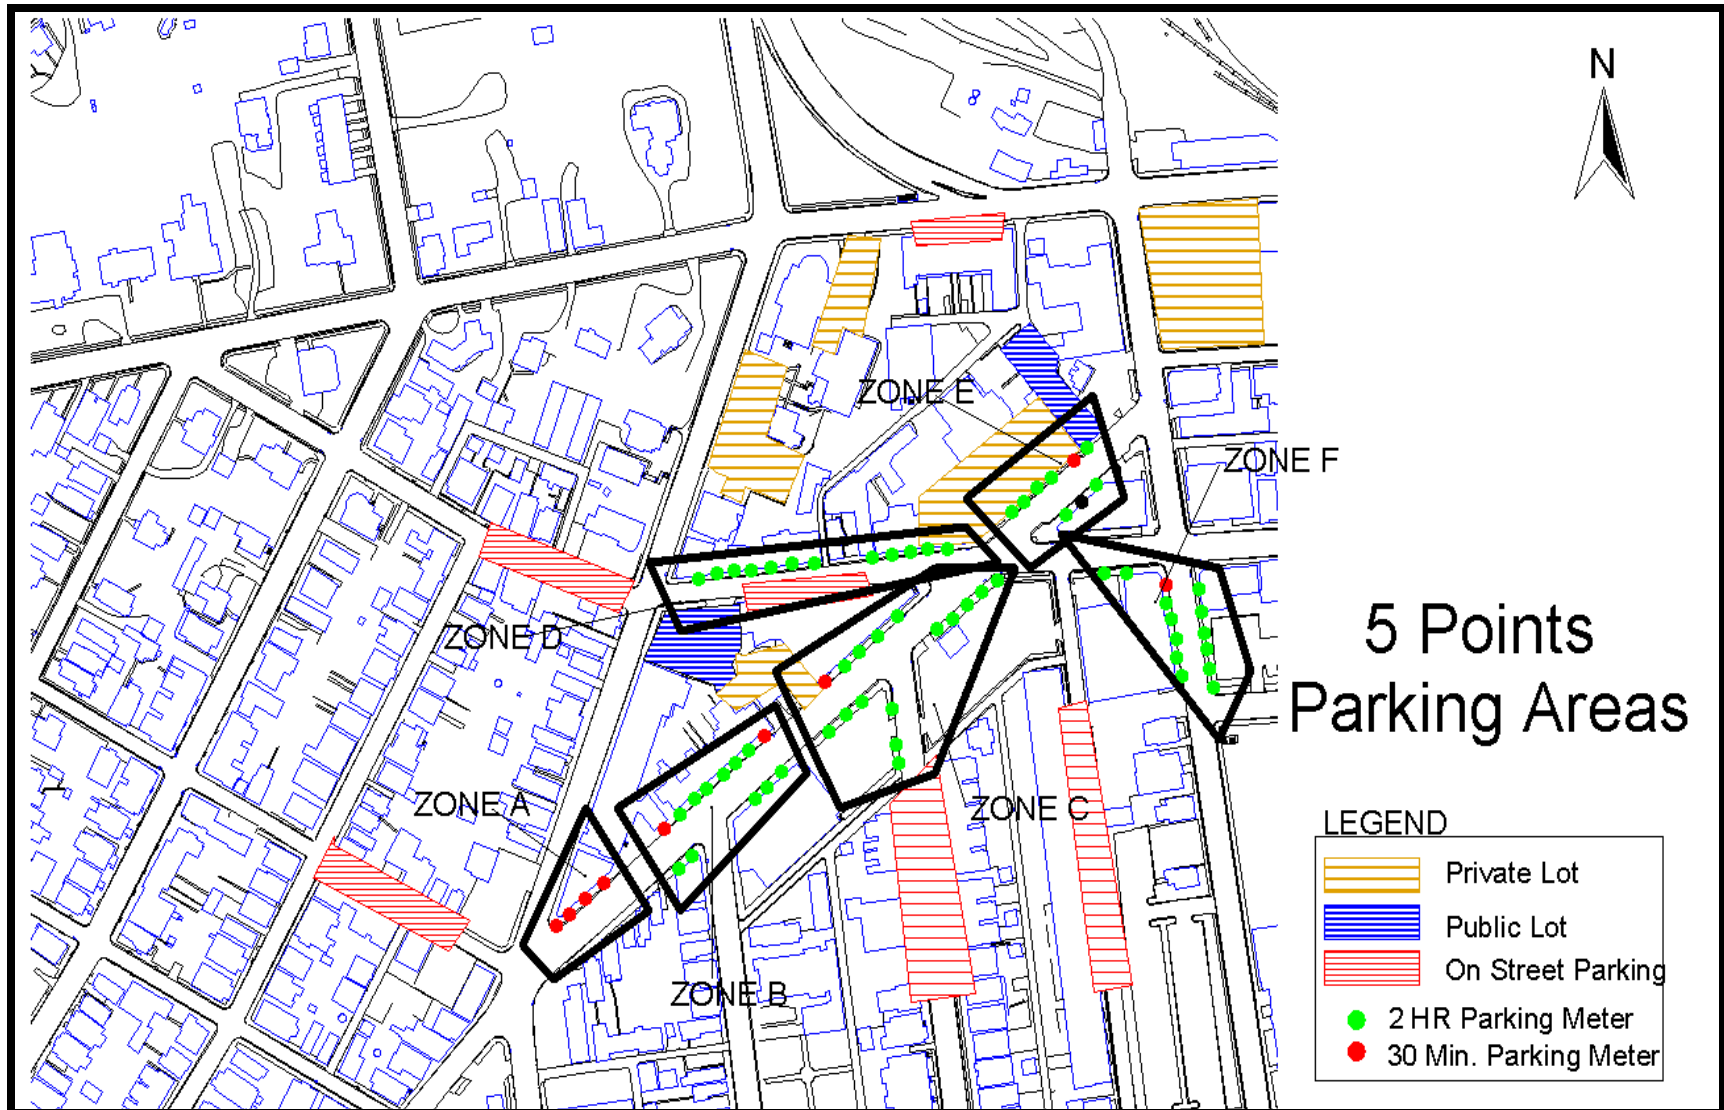 N
ZONE E
ZONE F
5 Points
Parking Areas
ZONE D
ZONE A
ZONE C
ZONE B
LEGEND
Private Lot
Public Lot
On Street Parking
2 HR Parking Meter
30 Min. Parking Meter